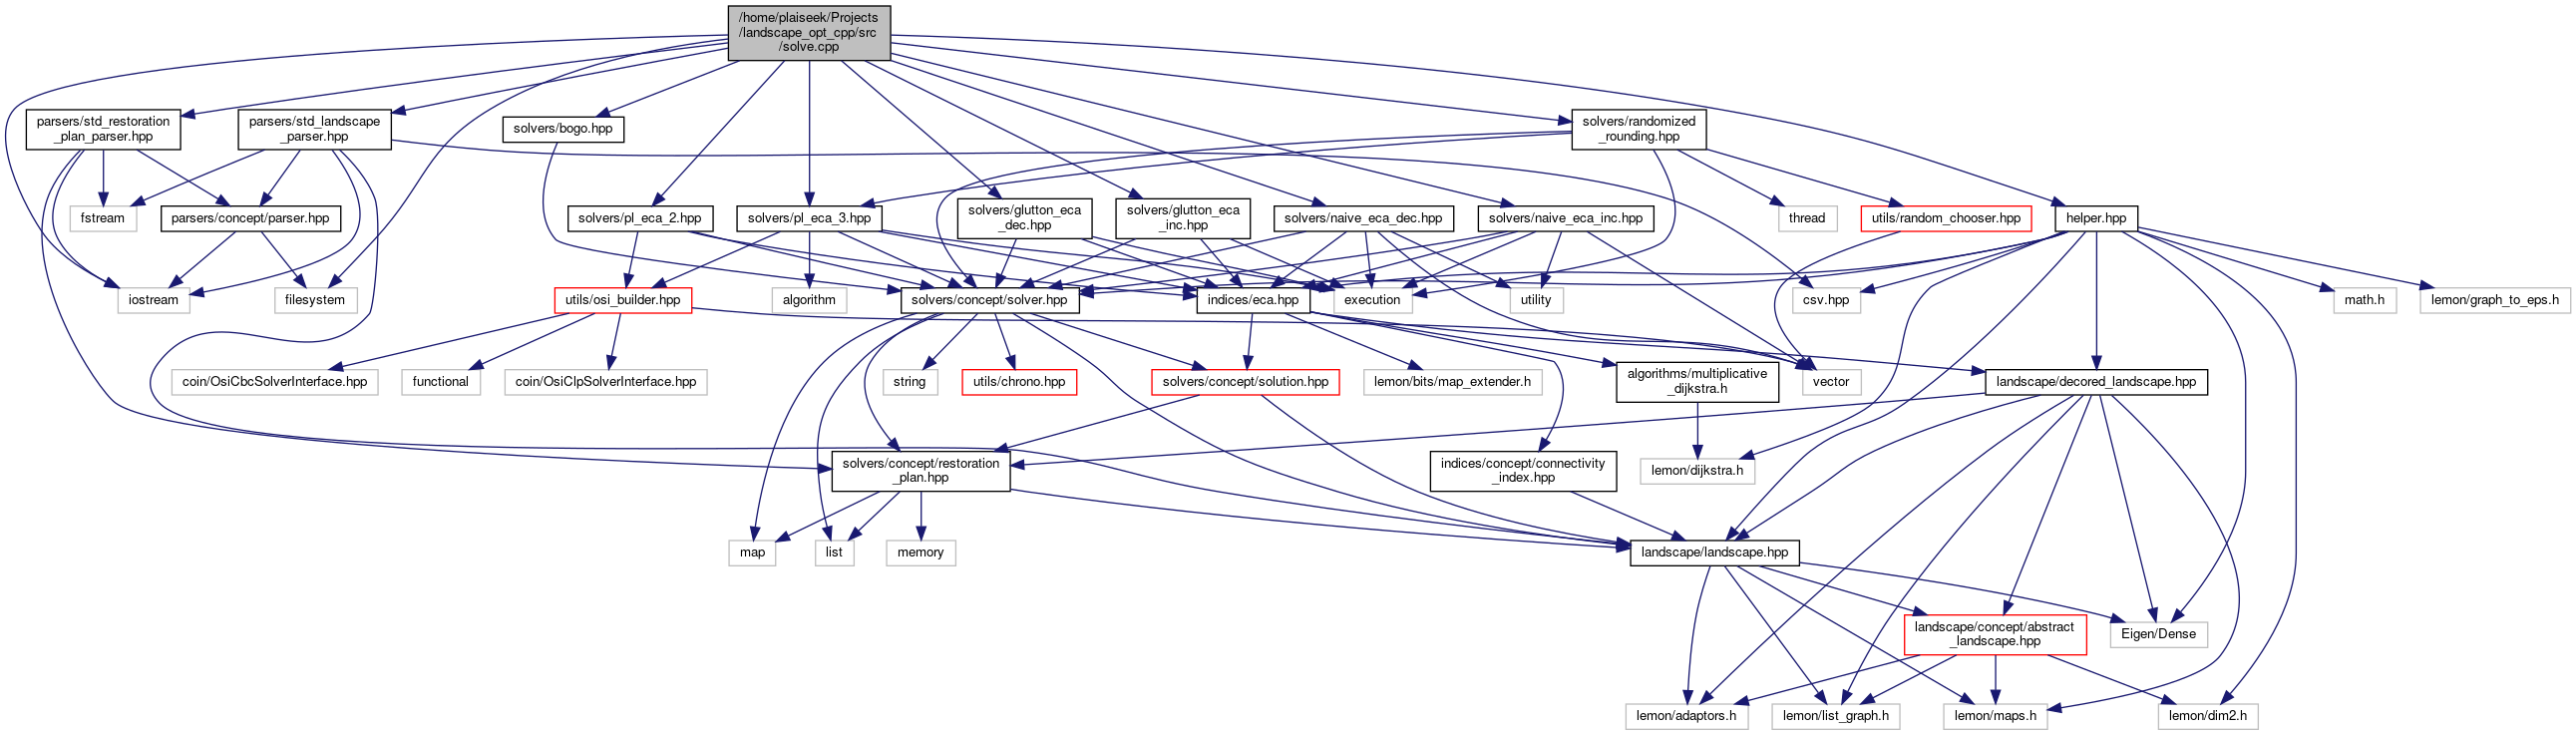 /home/plaiseek/Projects
/landscape_opt_cpp/src
/solve.cpp
parsers/std_restoration
_plan_parser.hpp
parsers/std_landscape
_parser.hpp
solvers/bogo.hpp
solvers/randomized
_rounding.hpp
fstream
parsers/concept/parser.hpp
solvers/pl_eca_2.hpp
solvers/pl_eca_3.hpp
solvers/glutton_eca
_dec.hpp
solvers/glutton_eca
_inc.hpp
solvers/naive_eca_dec.hpp
solvers/naive_eca_inc.hpp
thread
utils/random_chooser.hpp
helper.hpp
iostream
filesystem
utils/osi_builder.hpp
algorithm
solvers/concept/solver.hpp
indices/eca.hpp
execution
utility
csv.hpp
math.h
lemon/graph_to_eps.h
coin/OsiCbcSolverInterface.hpp
functional
coin/OsiClpSolverInterface.hpp
string
utils/chrono.hpp
solvers/concept/solution.hpp
lemon/bits/map_extender.h
algorithms/multiplicative
_dijkstra.h
vector
landscape/decored_landscape.hpp
solvers/concept/restoration
_plan.hpp
indices/concept/connectivity
_index.hpp
lemon/dijkstra.h
map
list
memory
landscape/landscape.hpp
landscape/concept/abstract
_landscape.hpp
Eigen/Dense
lemon/adaptors.h
lemon/list_graph.h
lemon/maps.h
lemon/dim2.h